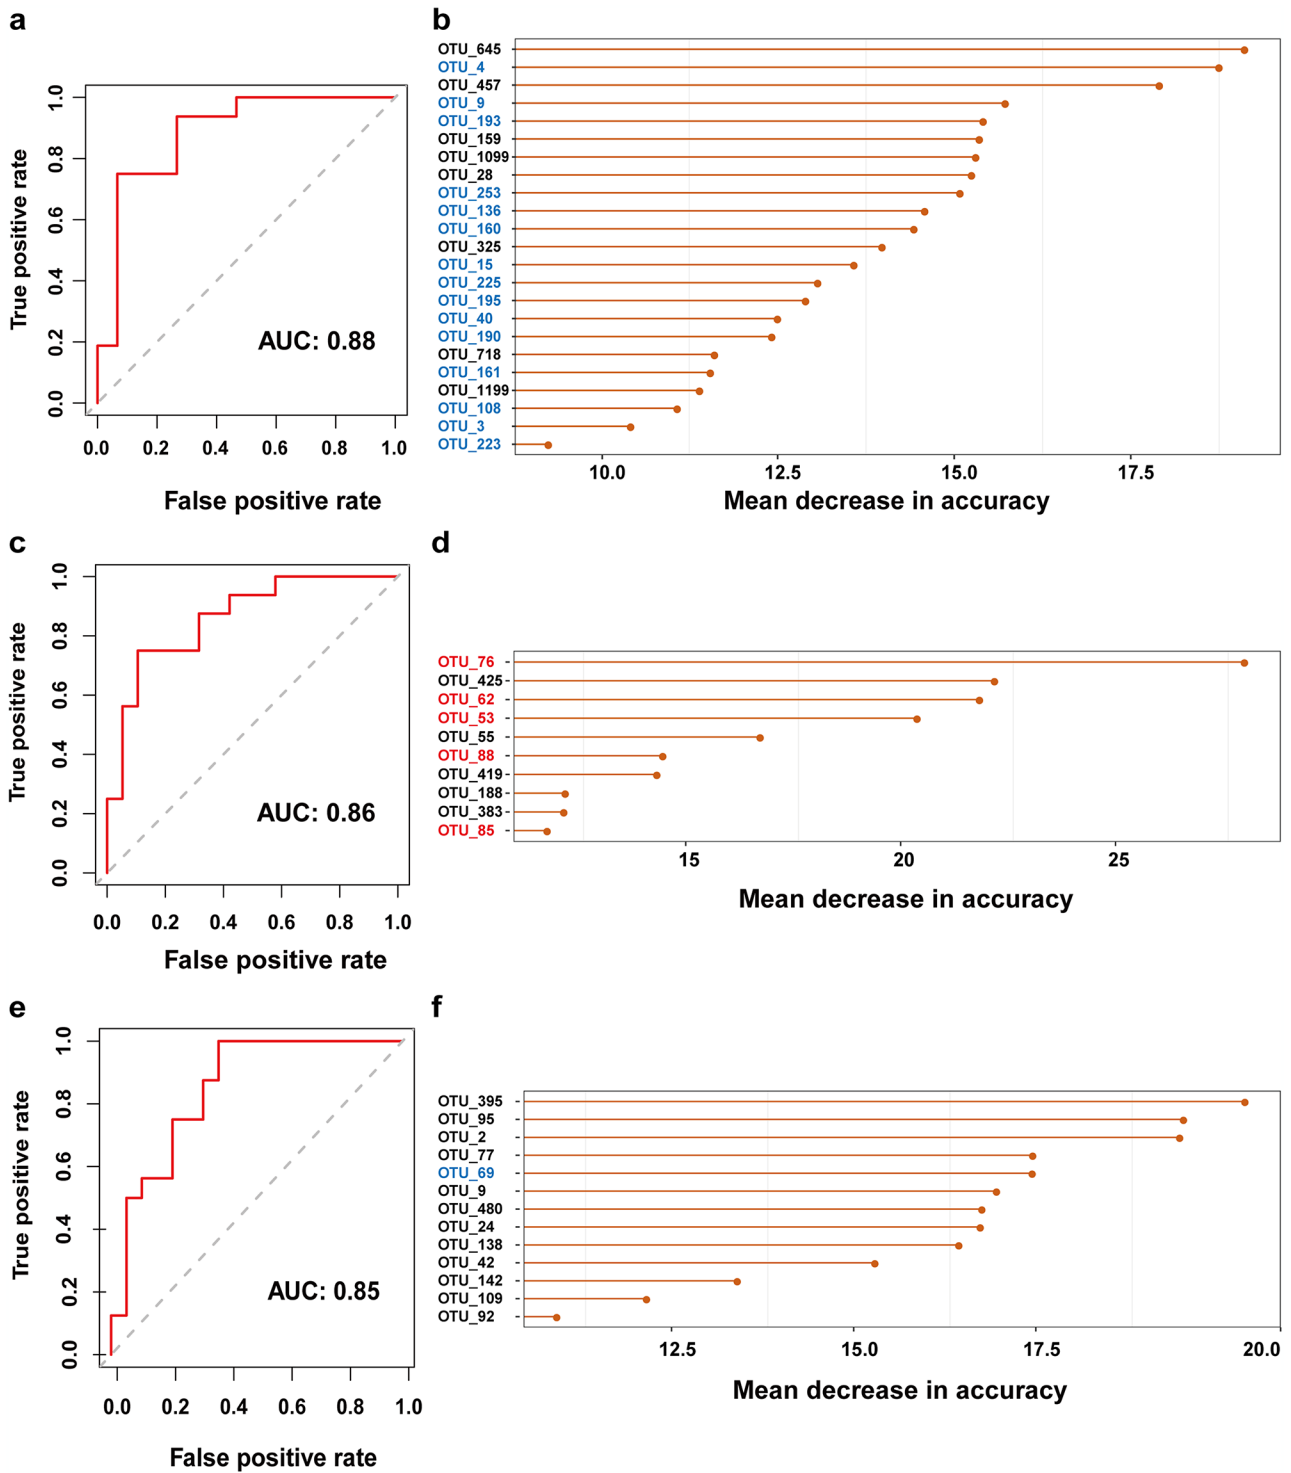 a
1.0
0.8
0.6
0.4
0.2
0.0
True positive rate
AUC: 0.88
0.0 0.2 0.4 0.6 0.8 1.0
False positive rate
b
OTU_645
OTU_4
OTU_457
OTU_9
OTU_193
OTU_159
OTU_1099
OTU_28
OTU_253
OTU_136
OTU_160
OTU_325
OTU_15
OTU_225
OTU_195
OTU_40
OTU_190
OTU_718
OTU_161
OTU_1199
OTU_108
OTU_3
OTU_223
10.0 12.5 15.0 17.5
Mean decrease in accuracy
c
1.0
0.8
0.6
0.4
0.2
0.0
True positive rate
AUC: 0.86
0.0 0.2 0.4 0.6 0.8 1.0
False positive rate
d
OTU_76
OTU_425
OTU_62
OTU_53
OTU_55
OTU_88
OTU_419
OTU_188
OTU_383
OTU_85
15 20 25
Mean decrease in accuracy
e
1.0
0.8
0.6
0.4
0.2
0.0
True positive rate
AUC: 0.85
0.0 0.2 0.4 0.6 0.8 1.0
False positive rate
f
OTU_395
OTU_95
OTU_2
OTU_77
OTU_69
OTU_9
OTU_480
OTU_24
OTU_138
OTU_42
OTU_142
OTU_109
OTU_92
12.5 15.0 17.5 20.0
Mean decrease in accuracy